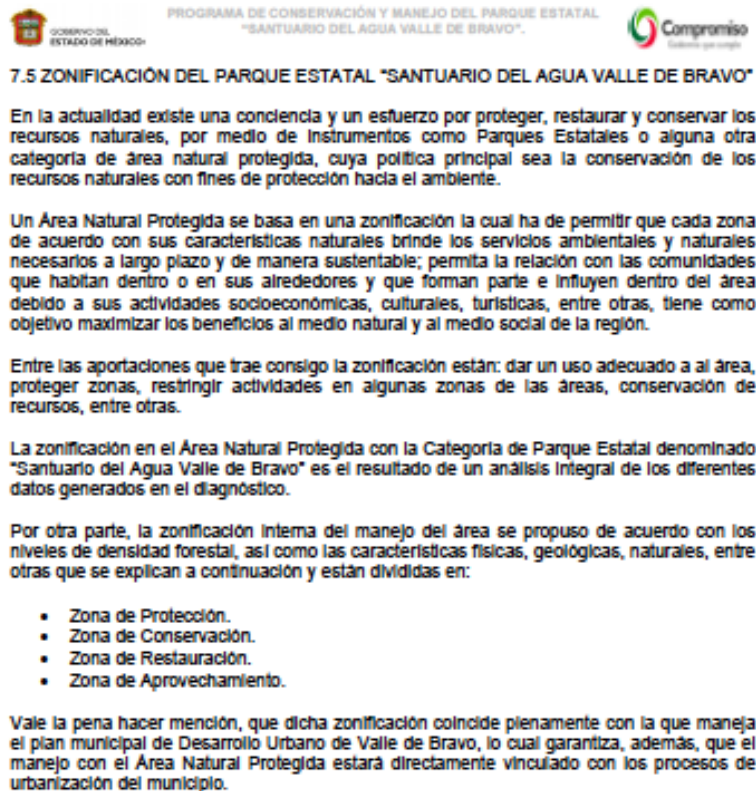 GOBIERNO DEL
ESTADO DE MÉXICO
PROGRAMA DE CONSERVACIÓN Y MANEJO DEL PARQUE ESTATAL
"SANTUARIO DEL AGUA VALLE DE BRAVO".
Compromiso
Gobierno que cumple
7.5 ZONIFICACIÓN DEL PARQUE ESTATAL "SANTUARIO DEL AGUA VALLE DE BRAVO"
En la actualidad existe una conciencia y un esfuerzo por proteger, restaurar y conservar los
recursos naturales, por medio de instrumentos como Parques Estatales o alguna otra
categoría de área natural protegida, cuya política principal sea la conservación de los
recursos naturales con fines de protección hacia el ambiente.
Un Área Natural Protegida se basa en una zonificación la cual ha de permitir que cada zona
de acuerdo con sus características naturales brinde los servicios ambientales y naturales
necesarios a largo plazo y de manera sustentable; permita la relación con las comunidades
que habitan dentro o en sus alrededores y que forman parte e influyen dentro del área
debido a sus actividades socioeconómicas, culturales, turísticas, entre otras, tiene como
objetivo maximizar los beneficios al medio natural y al medio social de la región.
Entre las aportaciones que trae consigo la zonificación están: dar un uso adecuado a al área,
proteger zonas, restringir actividades en algunas zonas de las áreas, conservación de
recursos, entre otras.
La zonificación en el Área Natural Protegida con la Categoría de Parque Estatal denominado
"Santuario del Agua Valle de Bravo" es el resultado de un análisis integral de los diferentes
datos generados en el diagnóstico.
Por otra parte, la zonificación interna del manejo del área se propuso de acuerdo con los
niveles de densidad forestal, así como las características físicas, geológicas, naturales, entre
otras que se explican a continuación y están divididas en:
• Zona de Protección.
• Zona de Conservación.
• Zona de Restauración.
• Zona de Aprovechamiento.
Vale la pena hacer mención, que dicha zonificación coincide plenamente con la que maneja
el plan municipal de Desarrollo Urbano de Valle de Bravo, lo cual garantiza, además, que el
manejo con el Área Natural Protegida estará directamente vinculado con los procesos de
urbanización del municipio.